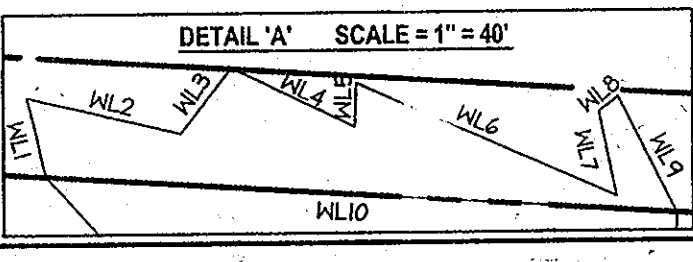 DETAIL 'A' SCALE = 1" = 40'
WL1
WL2
WL3
WL4
WL5
WL6
WL7
WL8
WL9
WL10